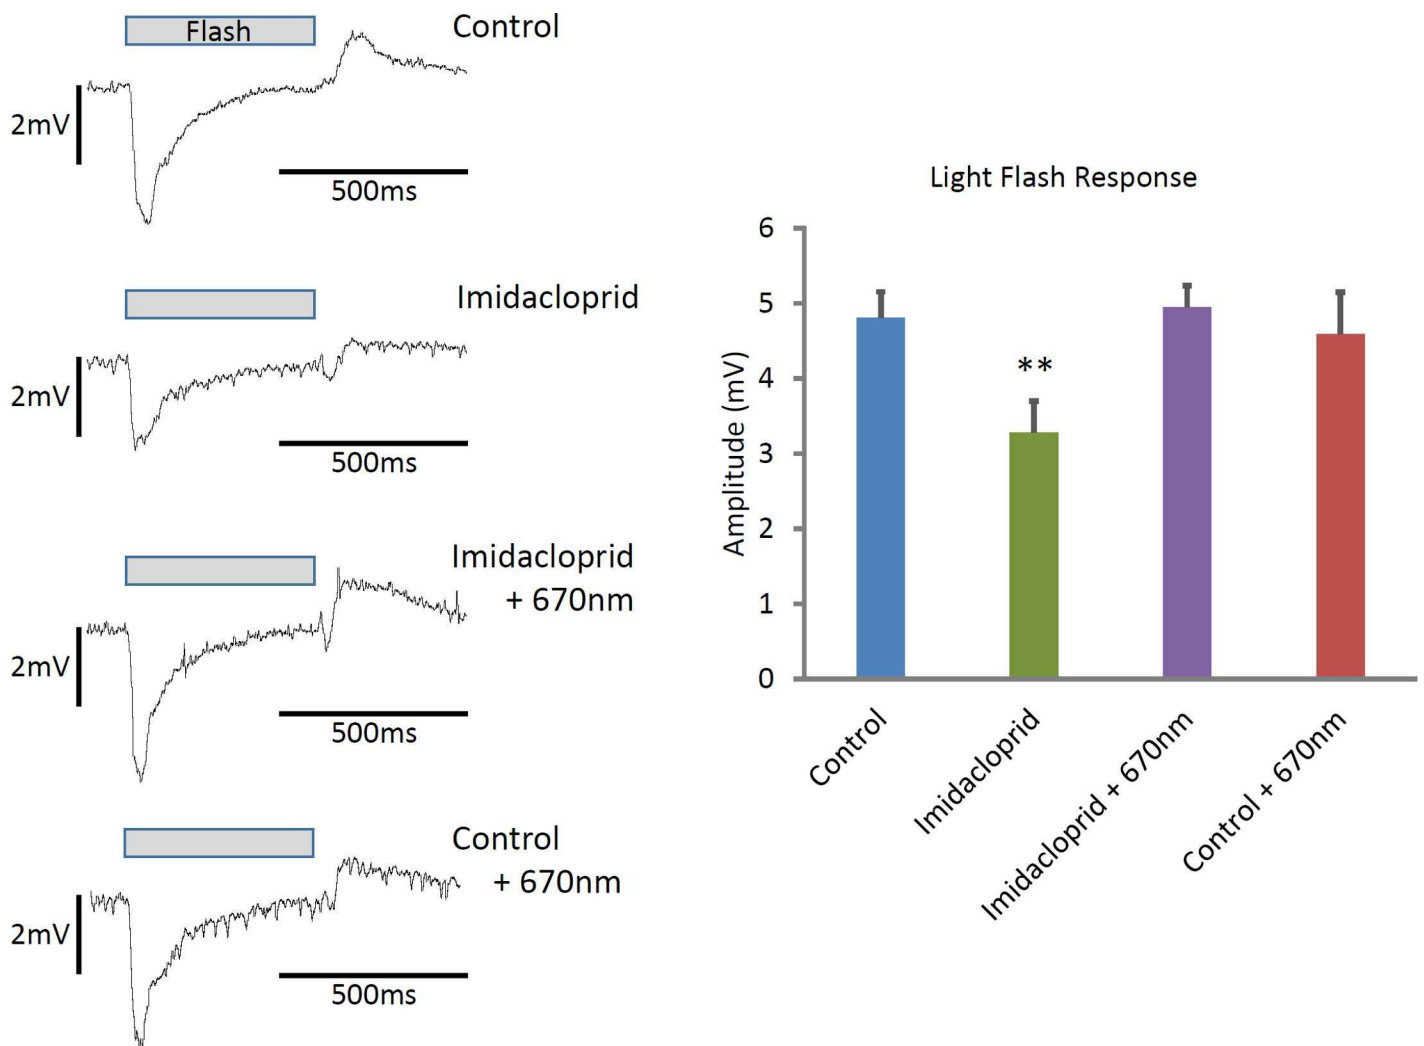 Flash
Control
2mV
500ms
Imidacloprid
2mV
500ms
Imidacloprid
+ 670nm
2mV
500ms
Control
+ 670nm
2mV
500ms
Light Flash Response
Amplitude (mV)
6
5
4
3
2
1
0
**
Control
Imidacloprid
Imidacloprid + 670nm
Control + 670nm